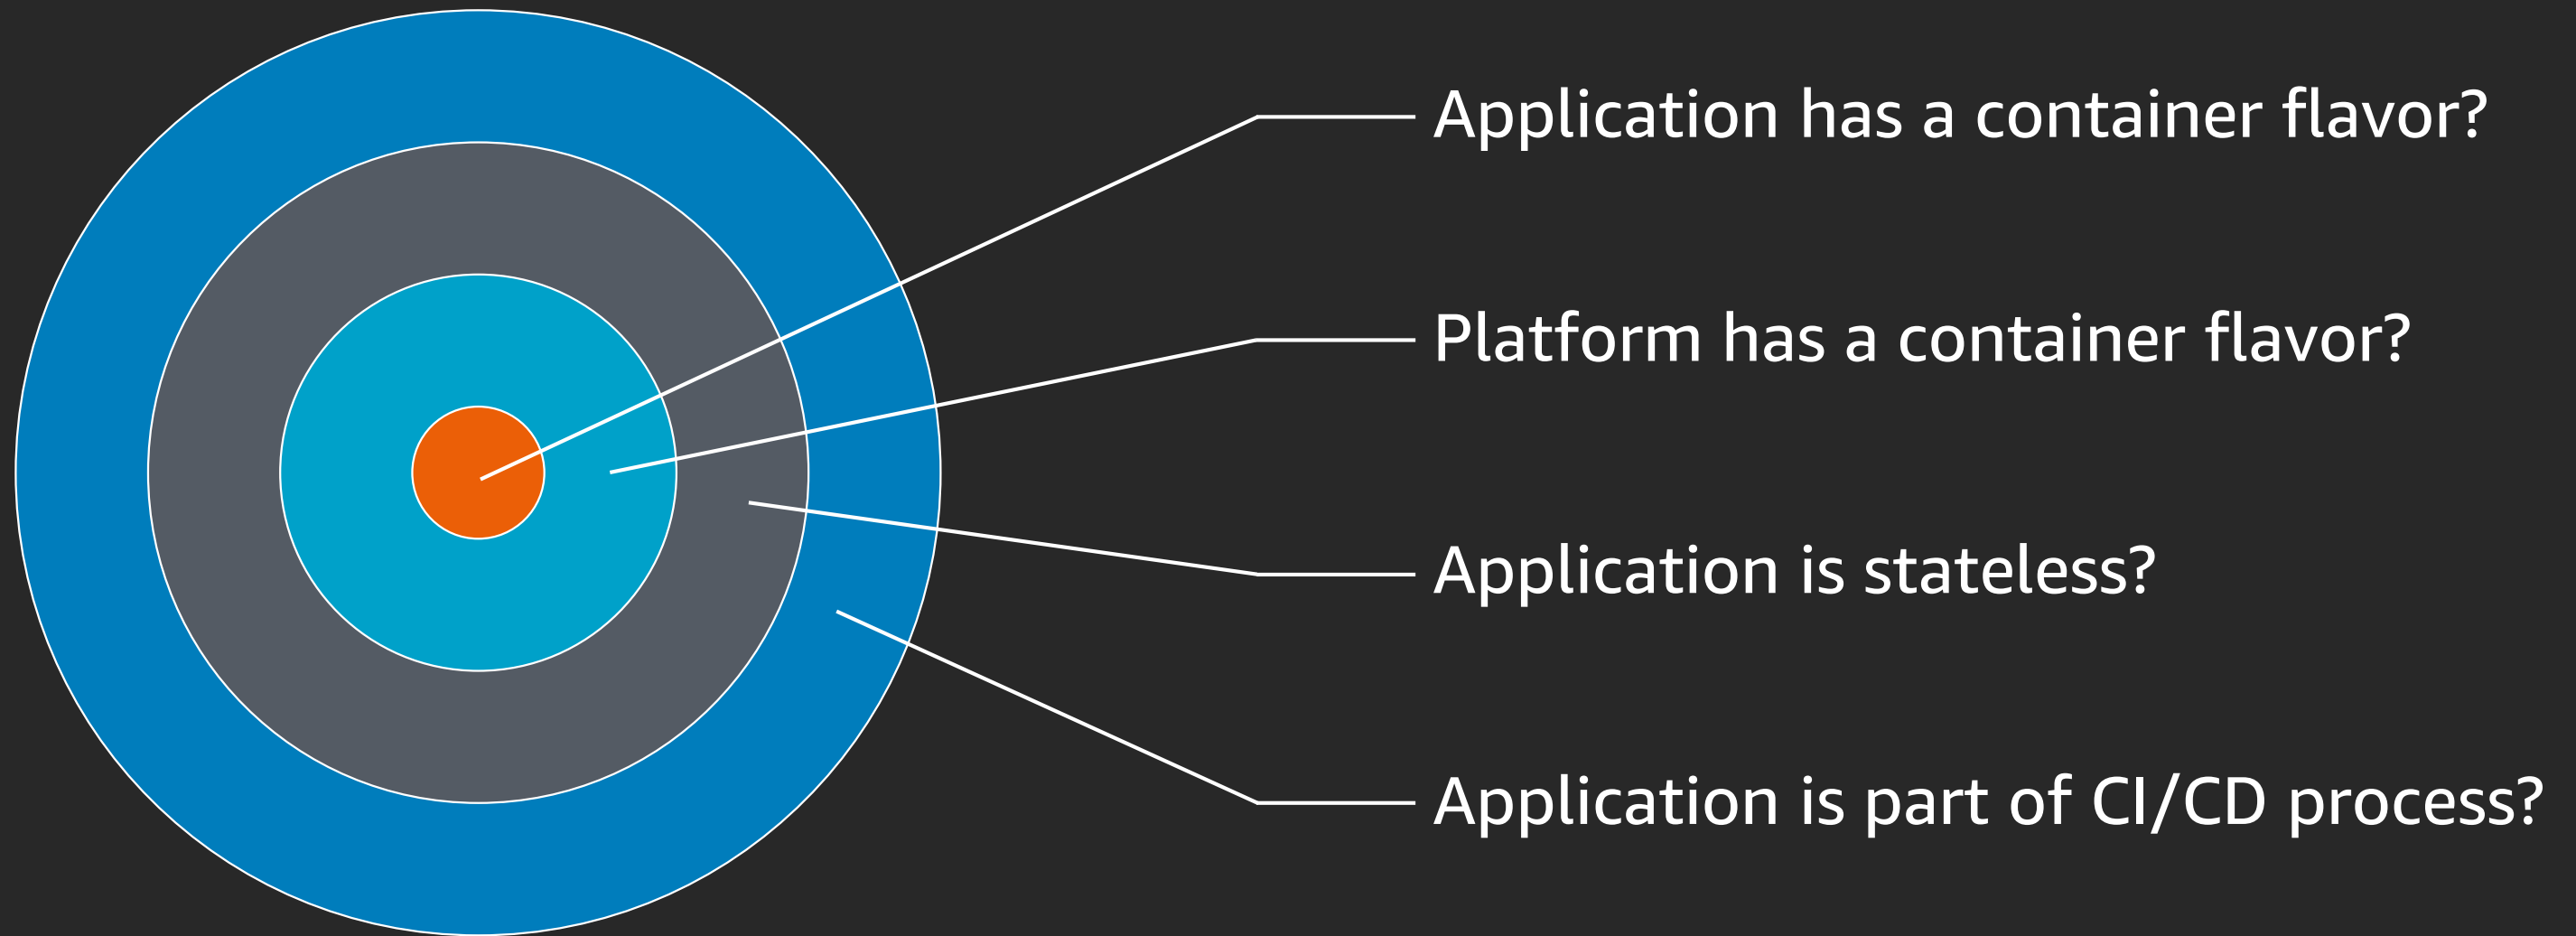 Application has a container flavor?
Platform has a container flavor?
Application is stateless?
Application is part of CI/CD process?